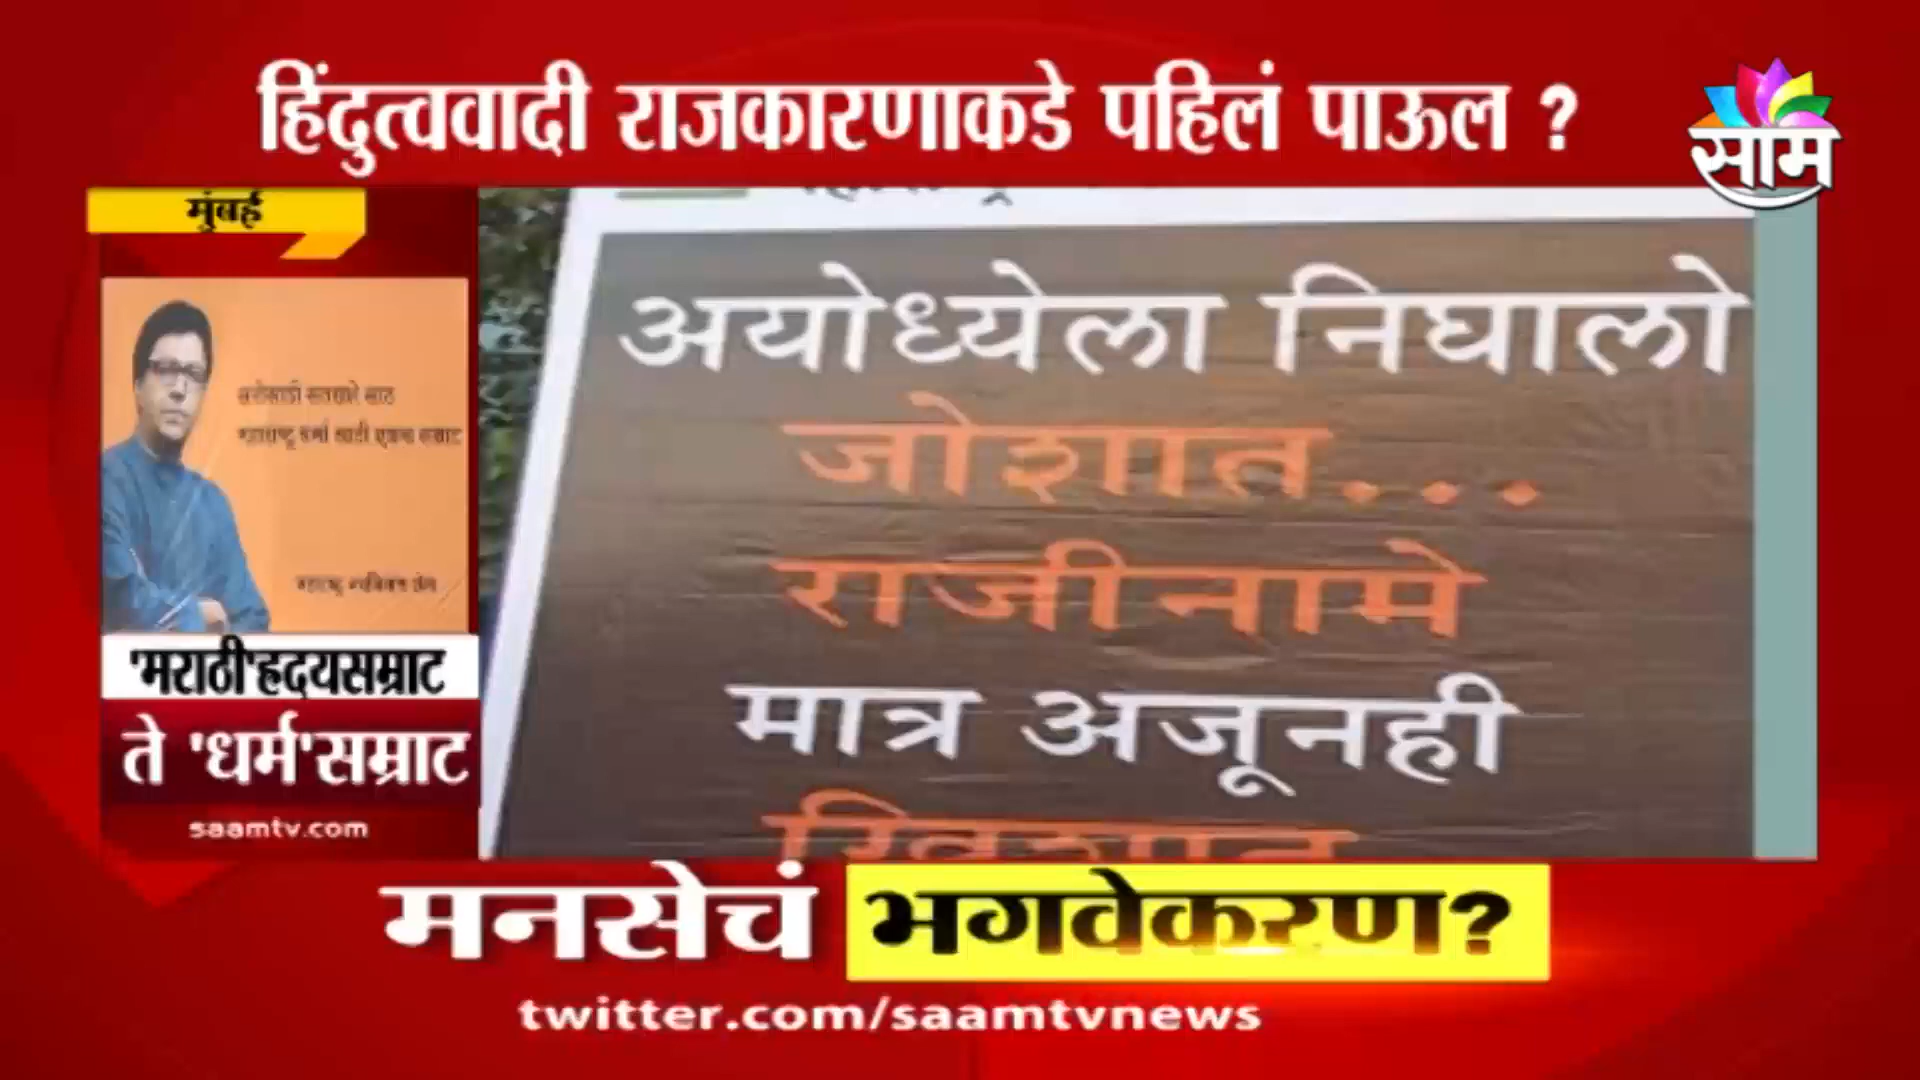 हिंदुत्ववादी राजकारणाकडे पहिलं पाऊल ?
साम
मुंबई
'मराठी'ह्रदयसम्राट
ते 'धर्म'सम्राट
saamtv.com
अयोध्येला निघालो
जोशात...
राजीनामे
मात्र अजूनही
मनसेचं भगवेकरण?
twitter.com/saamtvnews